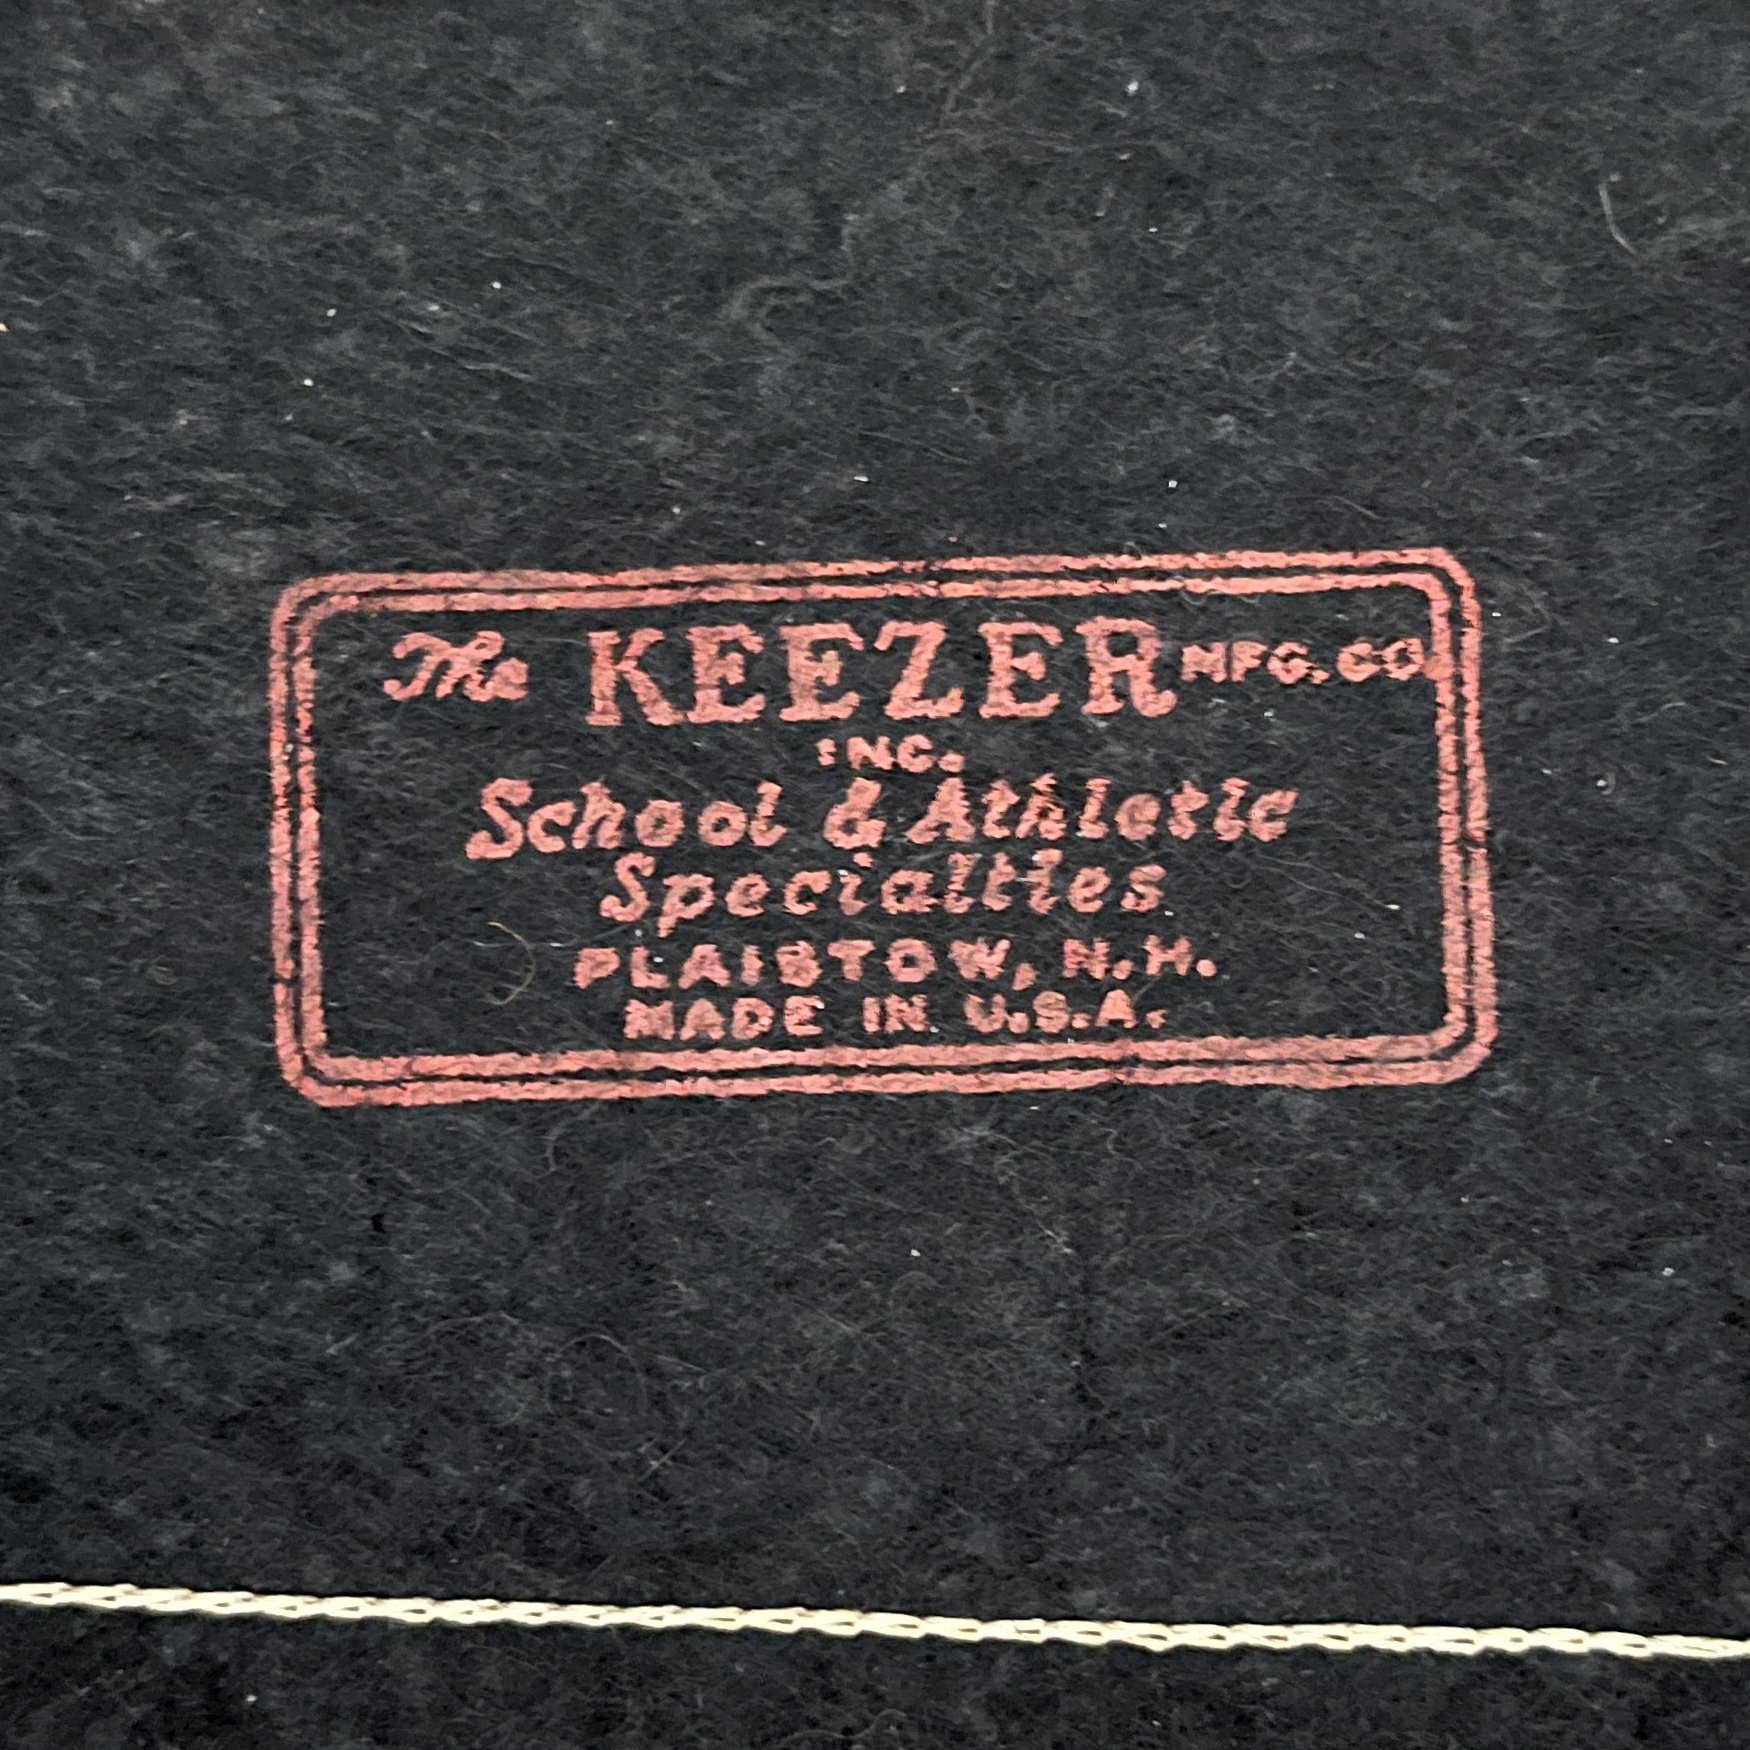 The KEEZER MFG. CO.
INC.
School & Athletic
Specialties
PLAISTOW, N.H.
MADE IN U.S.A.